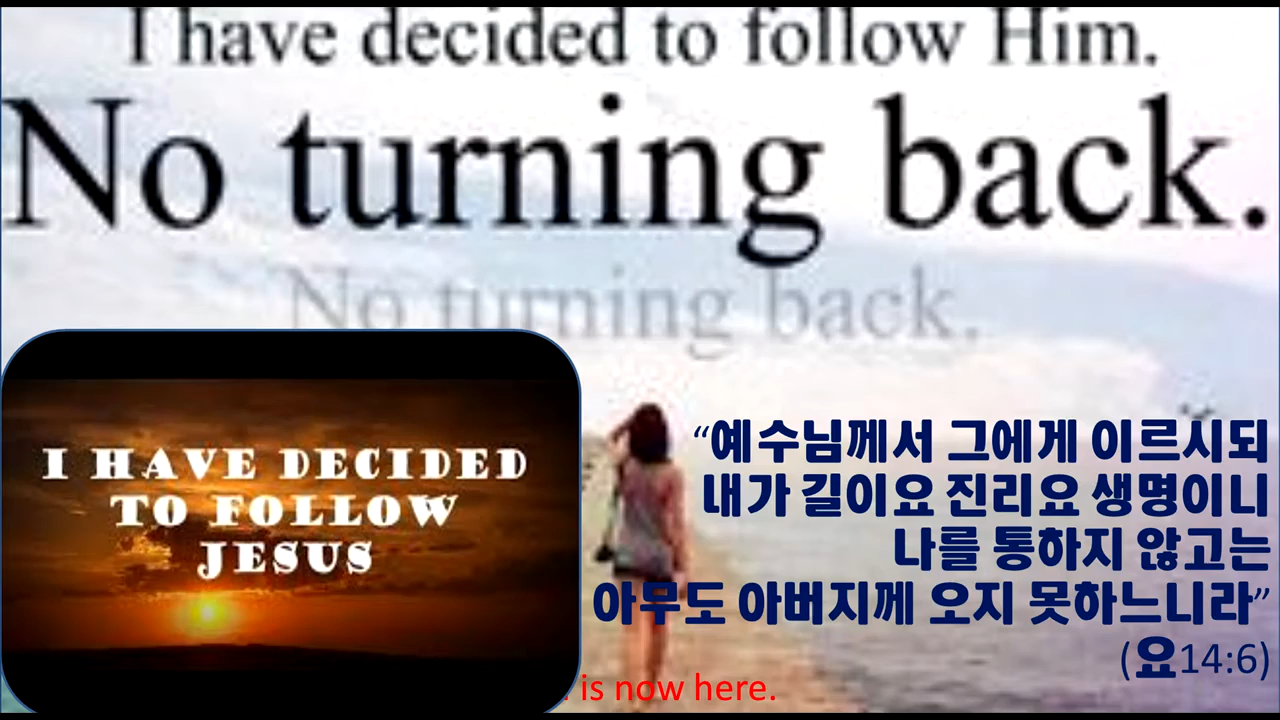 I have decided to follow Him.
No turning back.
No turning back.
I HAVE DECIDED
TO FOLLOW
JESUS
“예수님께서 그에게 이르시되
내가 길이요 진리요 생명이니
나를 통하지 않고는
아무도 아버지께 오지 못하느니라”
(요14:6)
is now here.